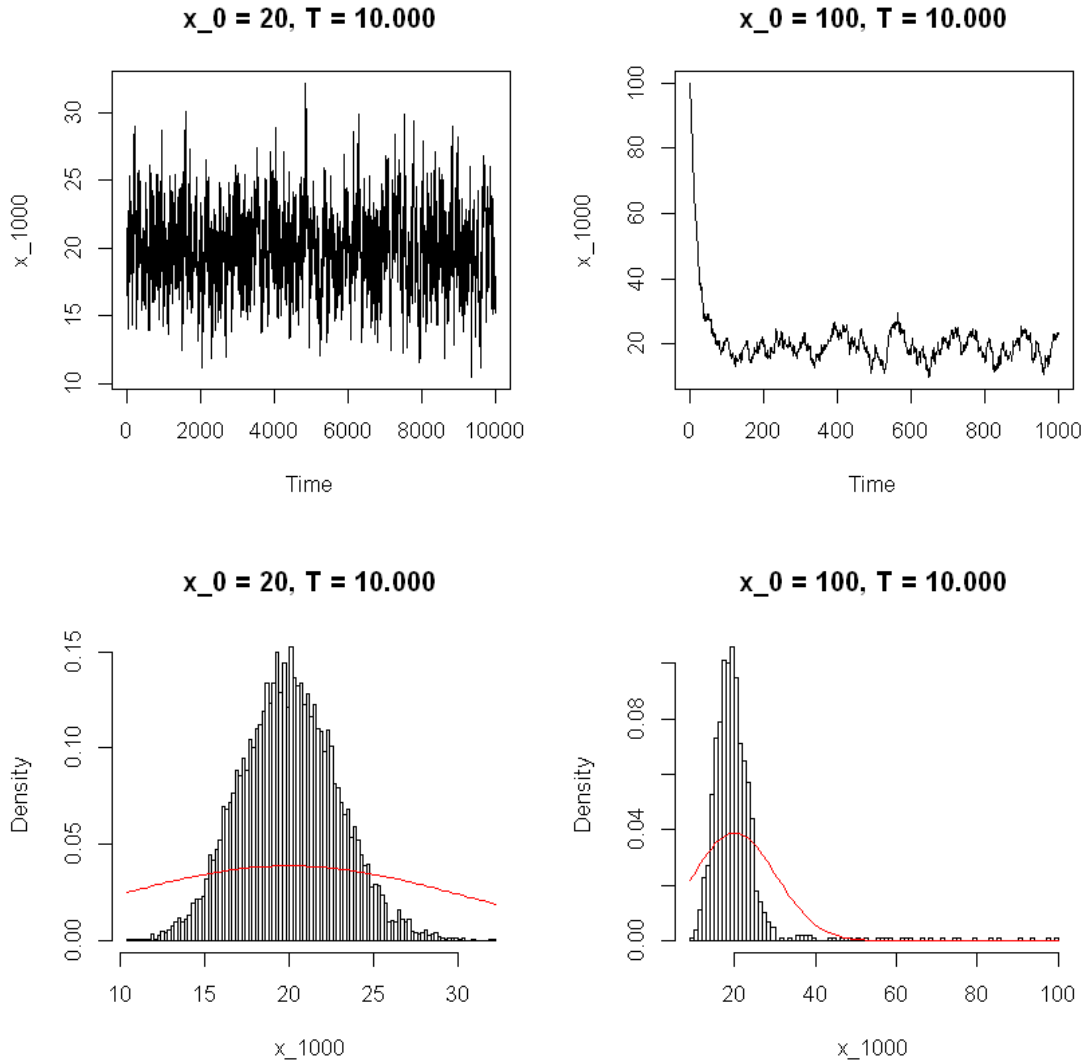 x_0 = 20, T = 10.000
x_1000
30
25
20
15
10
0 2000 4000 6000 8000 10000
Time
x_0 = 100, T = 10.000
x_1000
100
80
60
40
20
0 200 400 600 800 1000
Time
x_0 = 20, T = 10.000
Density
0.15
0.10
0.05
0.00
10 15 20 25 30
x_1000
x_0 = 100, T = 10.000
Density
0.08
0.04
0.00
20 40 60 80 100
x_1000